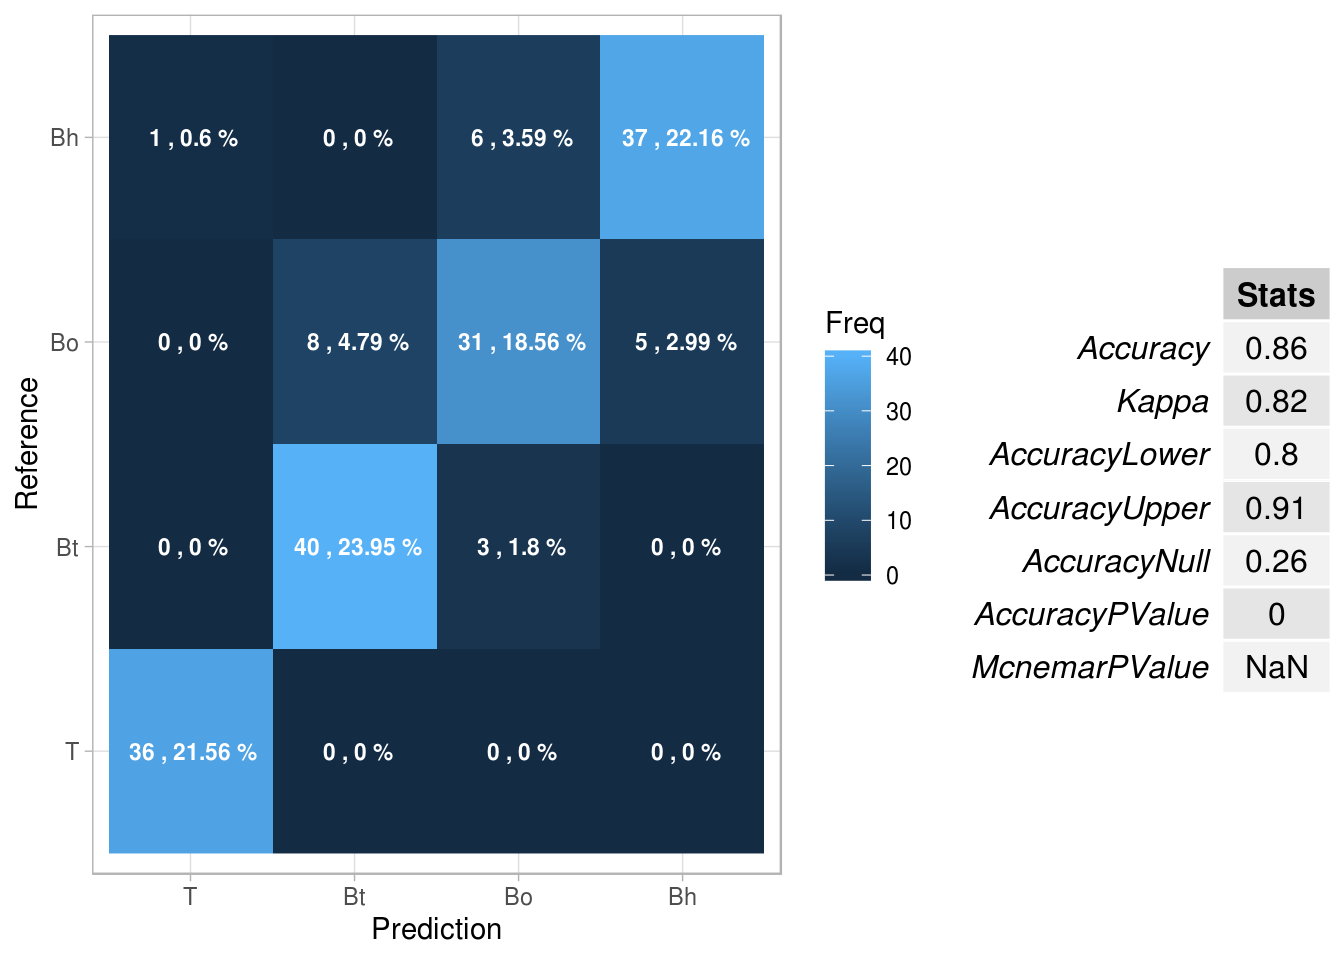 Bh
1 , 0.6 %
0 , 0 %
6 , 3.59 %
37 , 22.16 %
Bo
0 , 0 %
8 , 4.79 %
31 , 18.56 %
5 , 2.99 %
Bt
0 , 0 %
40 , 23.95 %
3 , 1.8 %
0 , 0 %
T
36 , 21.56 %
0 , 0 %
0 , 0 %
0 , 0 %
T
Bt
Bo
Bh
Prediction
Reference
Freq
40
30
20
10
0
Stats
Accuracy 0.86
Kappa 0.82
AccuracyLower 0.8
AccuracyUpper 0.91
AccuracyNull 0.26
AccuracyPValue 0
McnemarPValue NaN